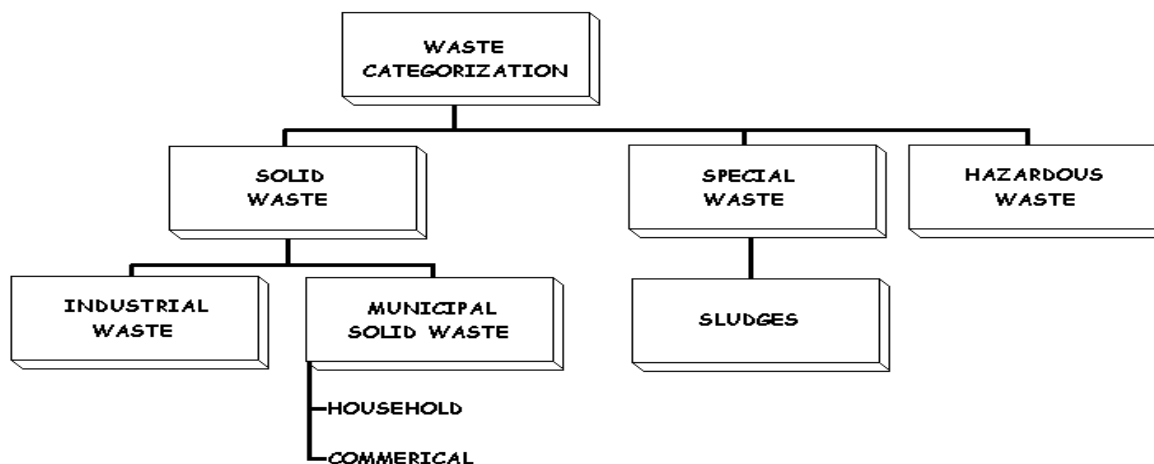 WASTE
CATEGORIZATION
SOLID
WASTE
SPECIAL
WASTE
HAZARDOUS
WASTE
INDUSTRIAL
WASTE
MUNICIPAL
SOLID WASTE
SLUDGES
HOUSEHOLD
COMMERICAL